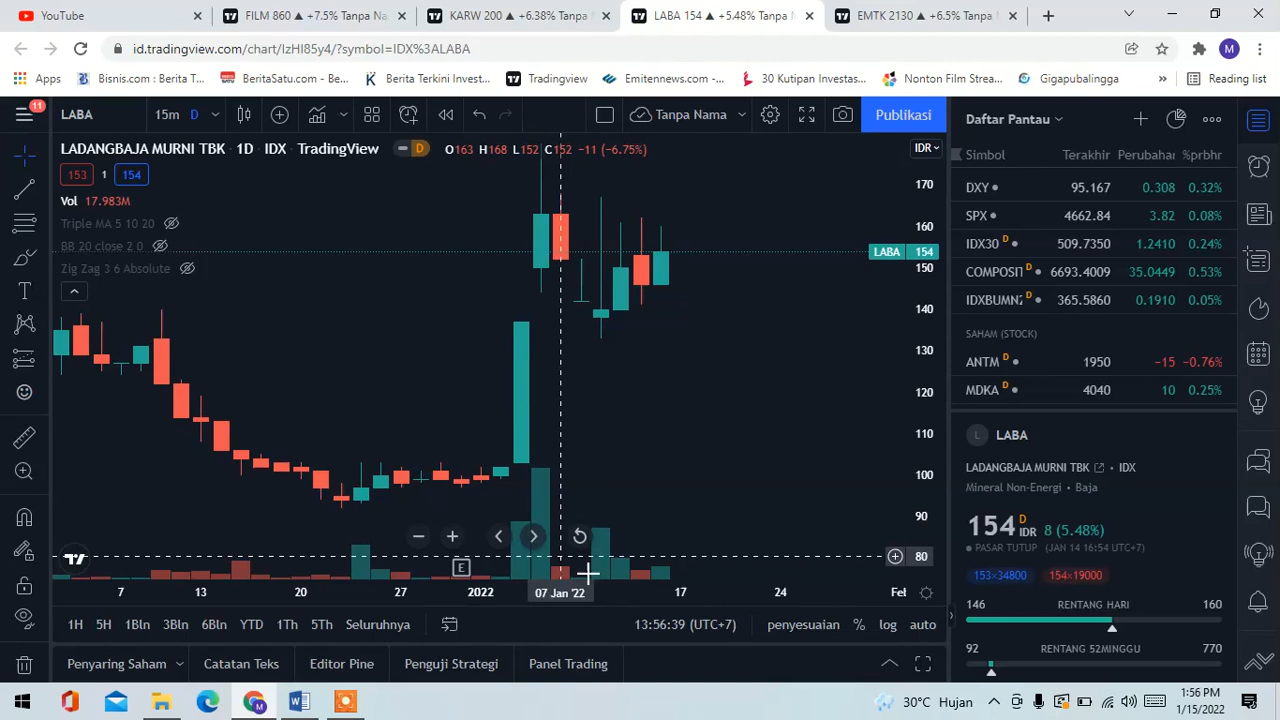 YouTube
FILM 860 ▲ +7.5% Tanpa Na
KARW 200 ▲ +6.38% Tanpa
LABA 154 ▲ +5.48% Tanpa N
EMTK 2130 ▲ +6.5% Tanpa N
id.tradingview.com/chart/IzHI85y4/?symbol=IDX%3ALABA
M
Apps
Bisnis.com : Berita T...
BeritaSatu.com - Ber...
Berita Terkini Invest...
Tradingview
Emitennews.com -...
30 Kutipan Investas...
Nonton Film Strea...
Gigapubalingga
»
Reading list
11
LABA
15m
D
Tanpa Nama
Publikasi
LADANGBAJA MURNI TBK · 1D · IDX TradingView
D
O163 H168 L152 C152 −11 (−6.75%)
IDR
153
1
154
Vol 17.983M
Triple MA 5 10 20
BB 20 close 2 0
Zig Zag 3 6 Absolute
170
160
LABA 154
150
140
130
120
110
100
90
80
E
7
13
20
27
2022
07 Jan '22
17
24
Feb
1H
5H
1Bln
3Bln
6Bln
YTD
1Th
5Th
Seluruhnya
13:56:39 (UTC+7)
penyesuaian
%
log
auto
Penyaring Saham
Catatan Teks
Editor Pine
Penguji Strategi
Panel Trading
Daftar Pantau
Simbol Terakhir Perubahan %prbhr
DXY 95.167 0.308 0.32%
SPX 4662.84 3.82 0.08%
IDX30 D 509.7350 1.2410 0.24%
COMPOSIT D 6693.4009 35.0449 0.53%
IDXBUMN2 D 365.5860 0.1910 0.05%
SAHAM (STOCK)
ANTM D 1950 −15 −0.76%
MDKA D 4040 10 0.25%
L LABA
LADANGBAJA MURNI TBK · IDX
Mineral Non-Energi · Baja
154 D IDR 8 (5.48%)
PASAR TUTUP (JAN 14 16:54 UTC+7)
153×34800 154×19000
146 RENTANG HARI 160
92 RENTANG 52MINGGU 770
30°C Hujan
1:56 PM
1/15/2022